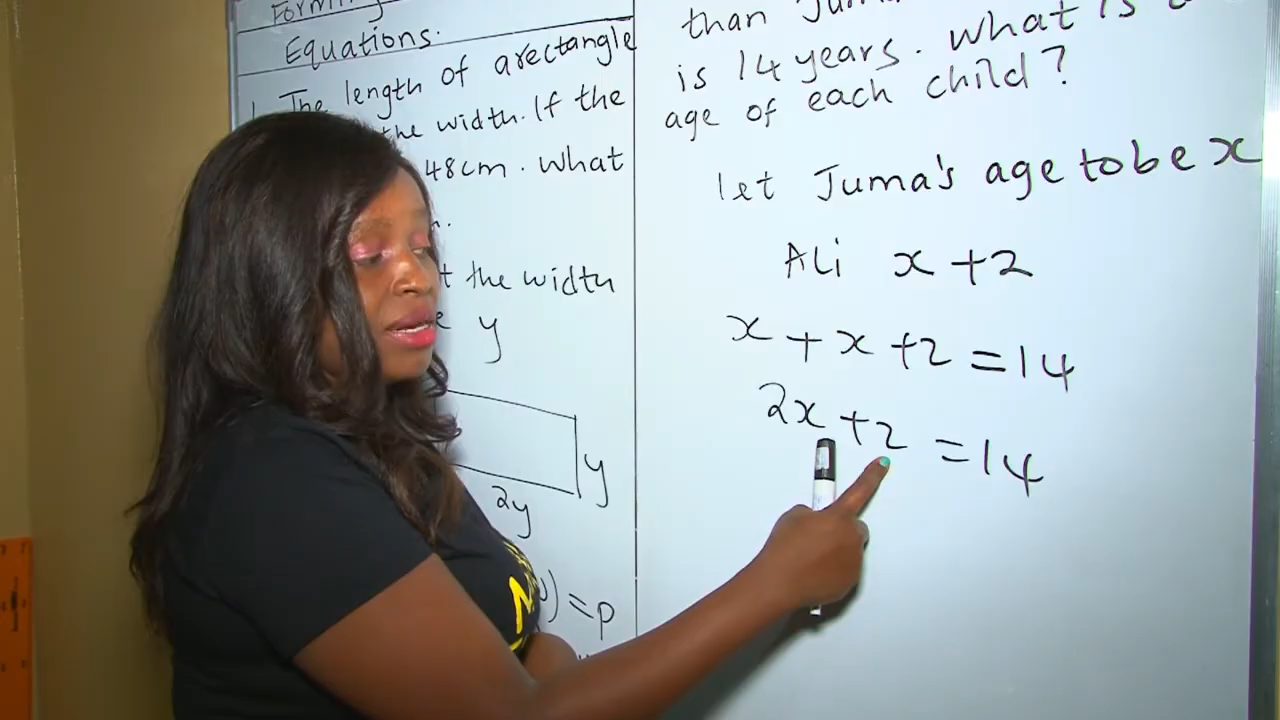 Forming
Equations.
1. The length of a rectangle
the width. If the
48cm. What
t the width
y
y
2y
) = p
than Juma
is 14 years. What is
age of each child?
let Juma's age to be x
Ali x + 2
x + x + 2 = 14
2x + 2 = 14